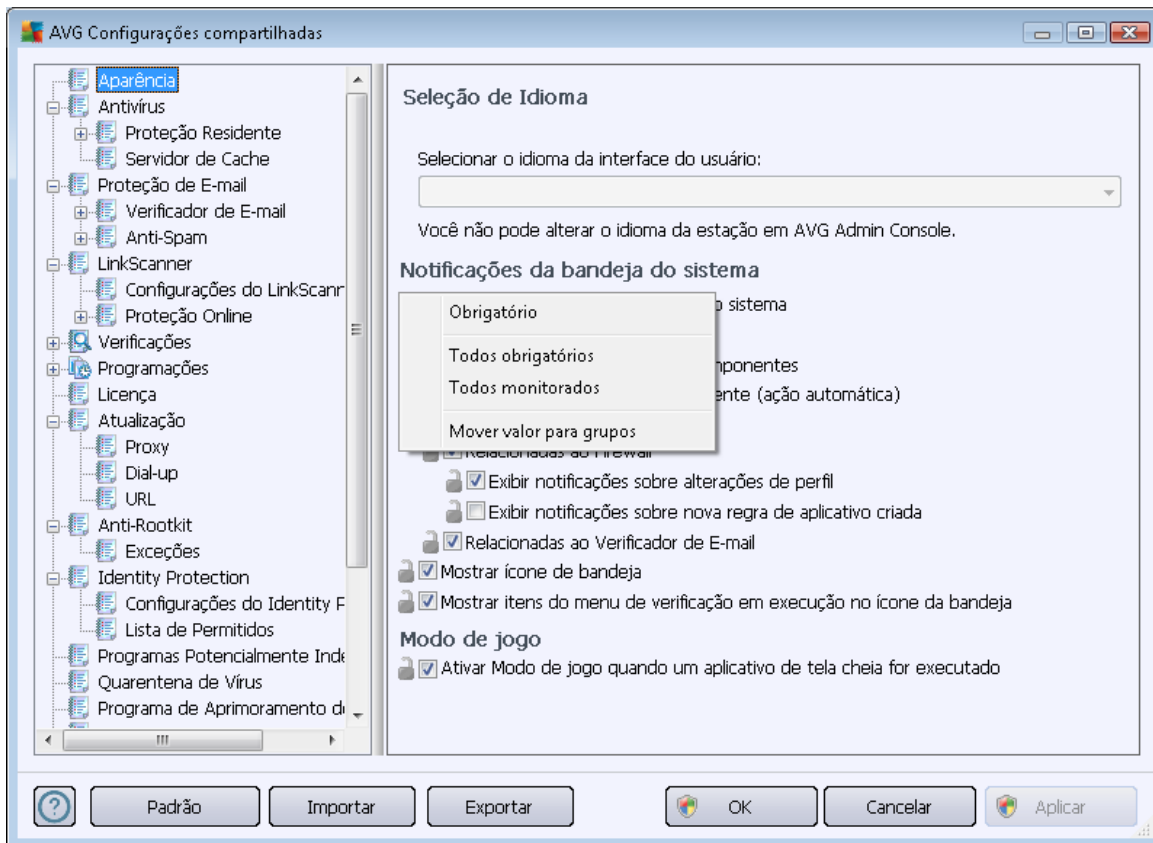 AVG Configurações compartilhadas
Aparência
Antivírus
Proteção Residente
Servidor de Cache
Proteção de E-mail
Verificador de E-mail
Anti-Spam
LinkScanner
Configurações do LinkScanr
Proteção Online
Verificações
Programações
Licença
Atualização
Proxy
Dial-up
URL
Anti-Rootkit
Exceções
Identity Protection
Configurações do Identity P
Lista de Permitidos
Programas Potencialmente Inde
Quarentena de Vírus
Programa de Aprimoramento d
Seleção de Idioma
Selecionar o idioma da interface do usuário:
Você não pode alterar o idioma da estação em AVG Admin Console.
Notificações da bandeja do sistema
o sistema
Obrigatório
Todos obrigatórios
nponentes
Todos monitorados
ente (ação automática)
Mover valor para grupos
Relacionadas ao Firewall
Exibir notificações sobre alterações de perfil
Exibir notificações sobre nova regra de aplicativo criada
Relacionadas ao Verificador de E-mail
Mostrar ícone de bandeja
Mostrar itens do menu de verificação em execução no ícone da bandeja
Modo de jogo
Ativar Modo de jogo quando um aplicativo de tela cheia for executado
Padrão
Importar
Exportar
OK
Cancelar
Aplicar